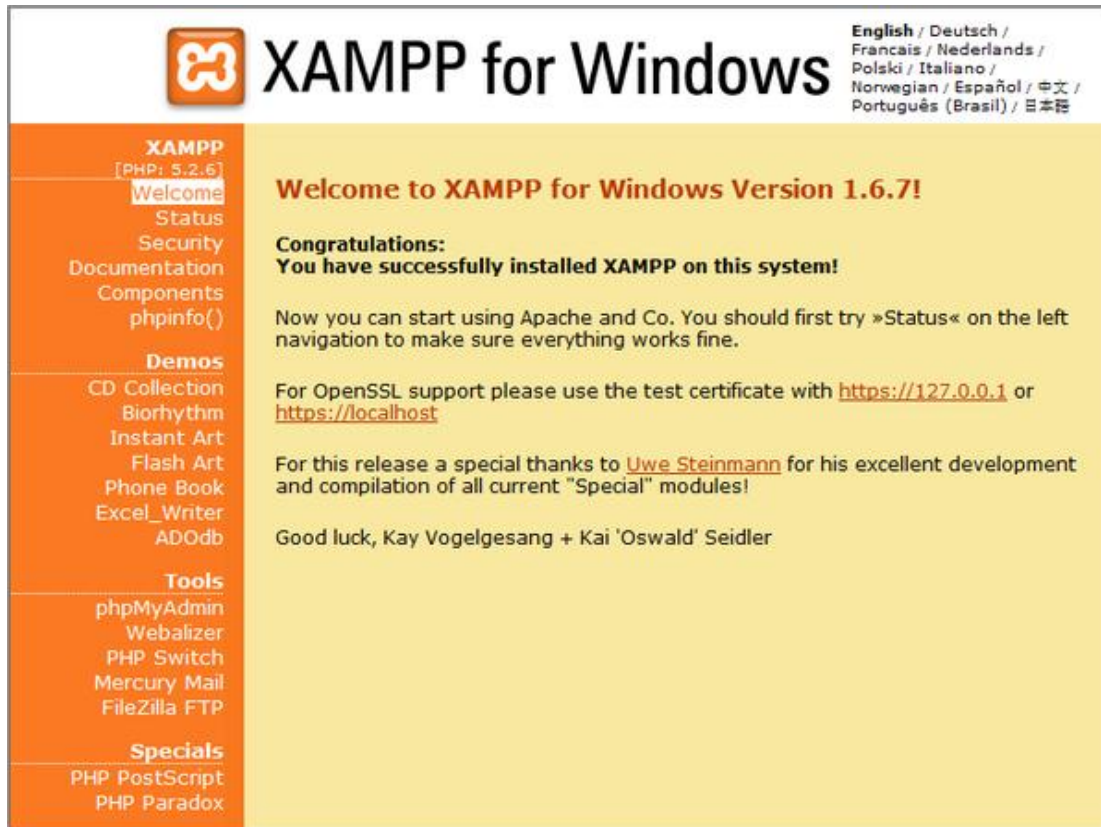 XAMPP for Windows
English / Deutsch /
Francais / Nederlands /
Polski / Italiano /
Norwegian / Español / 中文 /
Português (Brasil) / 日本語
XAMPP
[PHP: 5.2.6]
Welcome
Status
Security
Documentation
Components
phpinfo()
Demos
CD Collection
Biorhythm
Instant Art
Flash Art
Phone Book
Excel_Writer
ADOdb
Tools
phpMyAdmin
Webalizer
PHP Switch
Mercury Mail
FileZilla FTP
Specials
PHP PostScript
PHP Paradox
Welcome to XAMPP for Windows Version 1.6.7!
Congratulations:
You have successfully installed XAMPP on this system!
Now you can start using Apache and Co. You should first try »Status« on the left
navigation to make sure everything works fine.
For OpenSSL support please use the test certificate with https://127.0.0.1 or
https://localhost
For this release a special thanks to Uwe Steinmann for his excellent development
and compilation of all current "Special" modules!
Good luck, Kay Vogelgesang + Kai 'Oswald' Seidler